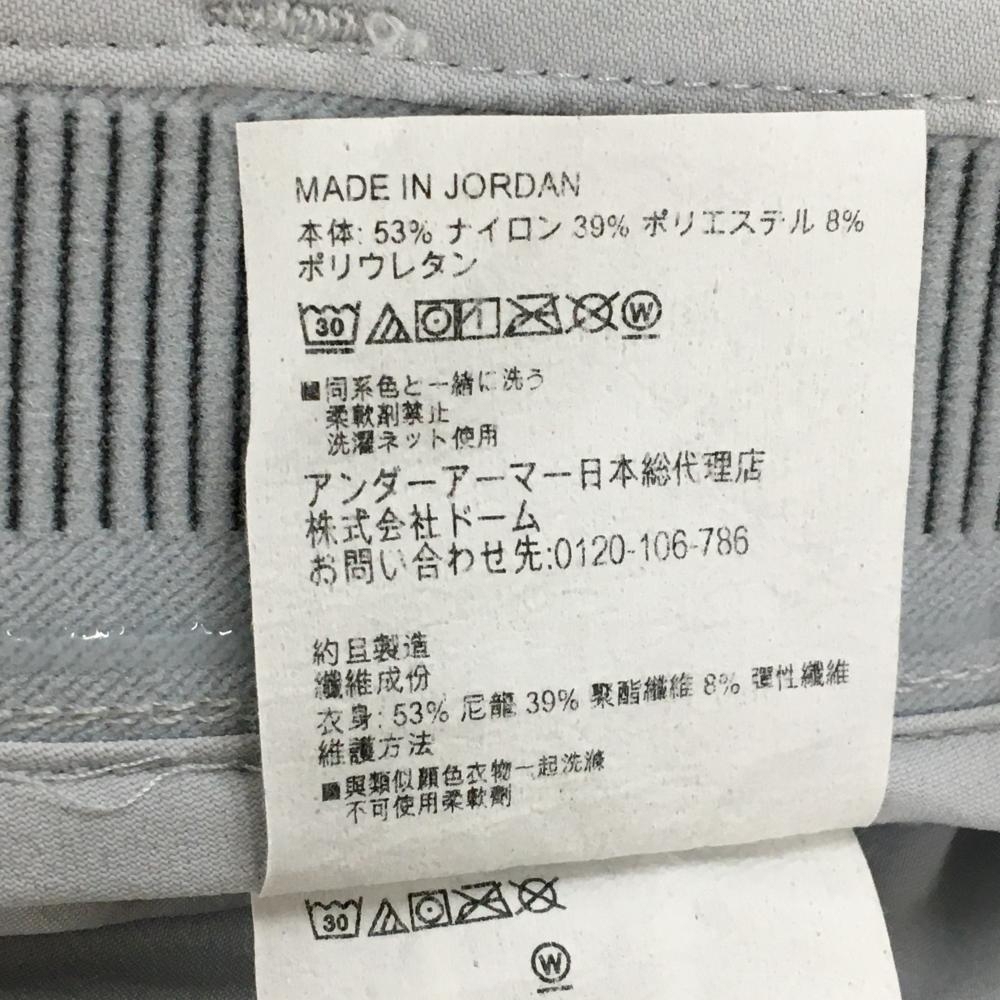 MADE IN JORDAN
本体: 53% ナイロン 39% ポリエステル 8%
ポリウレタン
30 W
■同系色と一緒に洗う
柔軟剤禁止
洗濯ネット使用
アンダーアーマー日本総代理店
株式会社ドーム
お問い合わせ先:0120-106-786
約旦製造
纖維成份
衣身: 53% 尼龍 39% 聚酯纖維 8% 彈性纖維
維護方法
■與類似顏色衣物一起洗滌
不可使用柔軟劑
30
W